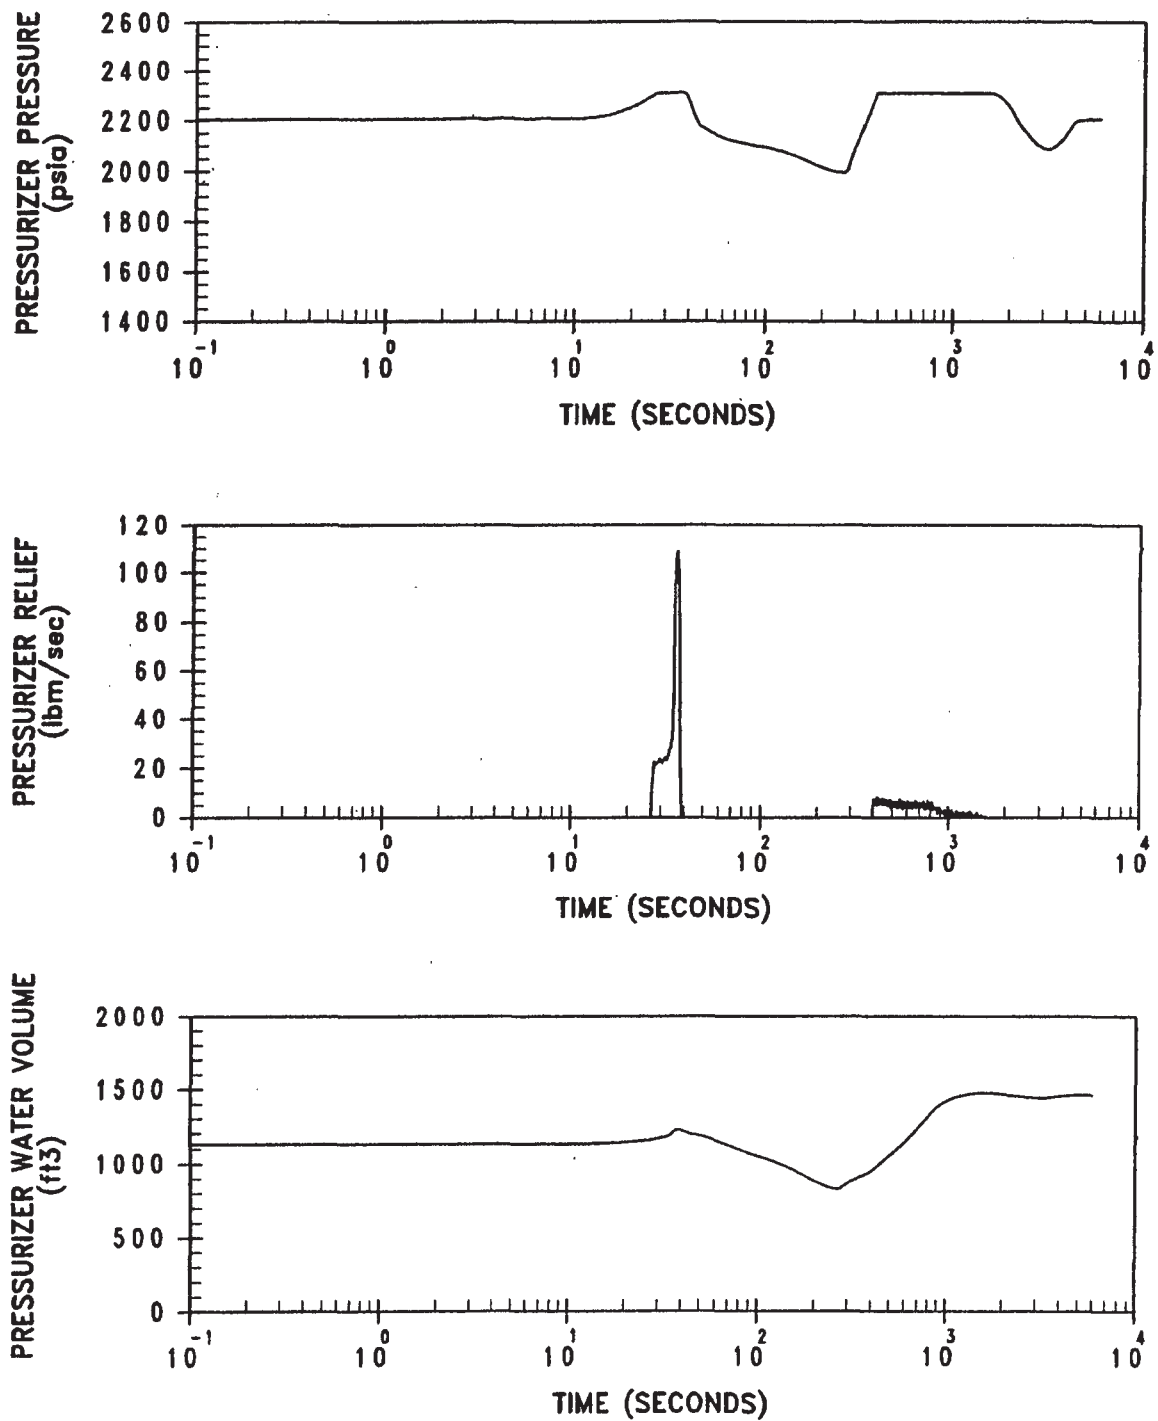 PRESSURIZER PRESSURE
(psia)
2600
2400
2200
2000
1800
1600
1400
10^-1 10^0 10^1 10^2 10^3 10^4
TIME (SECONDS)
PRESSURIZER RELIEF
(lbm/sec)
120
100
80
60
40
20
0
10^-1 10^0 10^1 10^2 10^3 10^4
TIME (SECONDS)
PRESSURIZER WATER VOLUME
(ft3)
2000
1500
1000
500
0
10^-1 10^0 10^1 10^2 10^3 10^4
TIME (SECONDS)